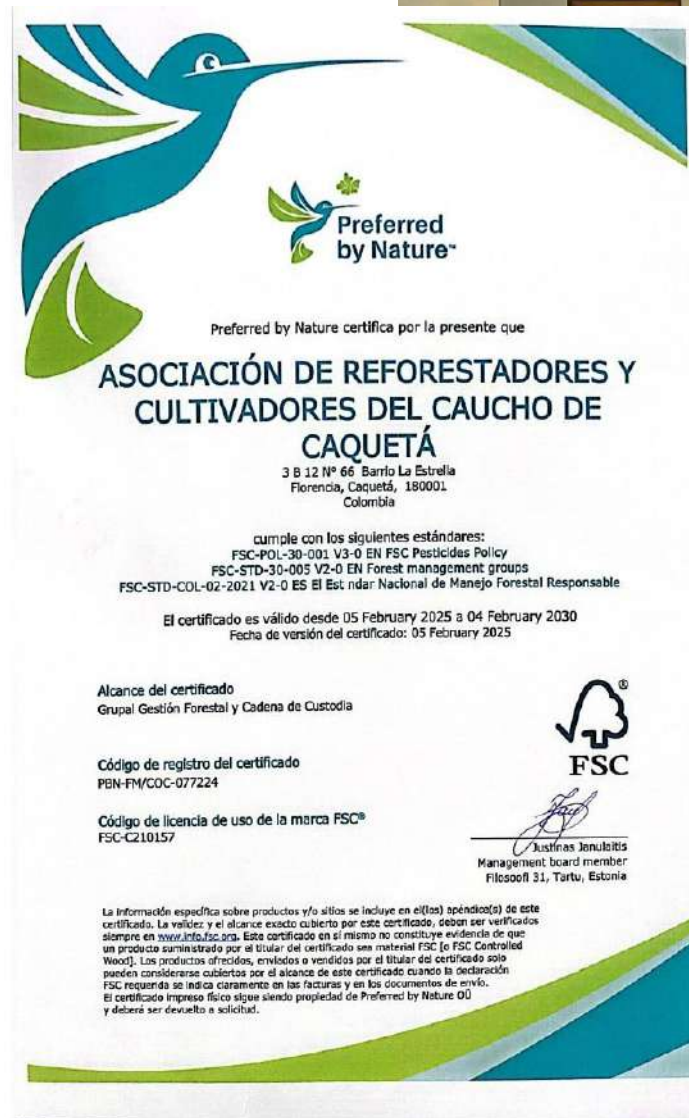 Preferred
by Nature™
Preferred by Nature certifica por la presente que
ASOCIACIÓN DE REFORESTADORES Y
CULTIVADORES DEL CAUCHO DE
CAQUETÁ
3 B 12 Nº 66 Barrio La Estrella
Florencia, Caquetá, 180001
Colombia
cumple con los siguientes estándares:
FSC-POL-30-001 V3-0 EN FSC Pesticides Policy
FSC-STD-30-005 V2-0 EN Forest management groups
FSC-STD-COL-02-2021 V2-0 ES El Est ndar Nacional de Manejo Forestal Responsable
El certificado es válido desde 05 February 2025 a 04 February 2030
Fecha de versión del certificado: 05 February 2025
Alcance del certificado
Grupal Gestión Forestal y Cadena de Custodia
Código de registro del certificado
PBN-FM/COC-077224
Código de licencia de uso de la marca FSC®
FSC-C210157
®
FSC
Justinas Janulaitis
Management board member
Filosoofi 31, Tartu, Estonia
La información específica sobre productos y/o sitios se incluye en el(los) apéndice(s) de este
certificado. La validez y el alcance exacto cubierto por este certificado, deben ser verificados
siempre en www.info.fsc.org. Este certificado en sí mismo no constituye evidencia de que
un producto suministrado por el titular del certificado sea material FSC [o FSC Controlled
Wood]. Los productos ofrecidos, enviados o vendidos por el titular del certificado solo
pueden considerarse cubiertos por el alcance de este certificado cuando la declaración
FSC requerida se indica claramente en las facturas y en los documentos de envío.
El certificado impreso físico sigue siendo propiedad de Preferred by Nature OÜ
y deberá ser devuelto a solicitud.